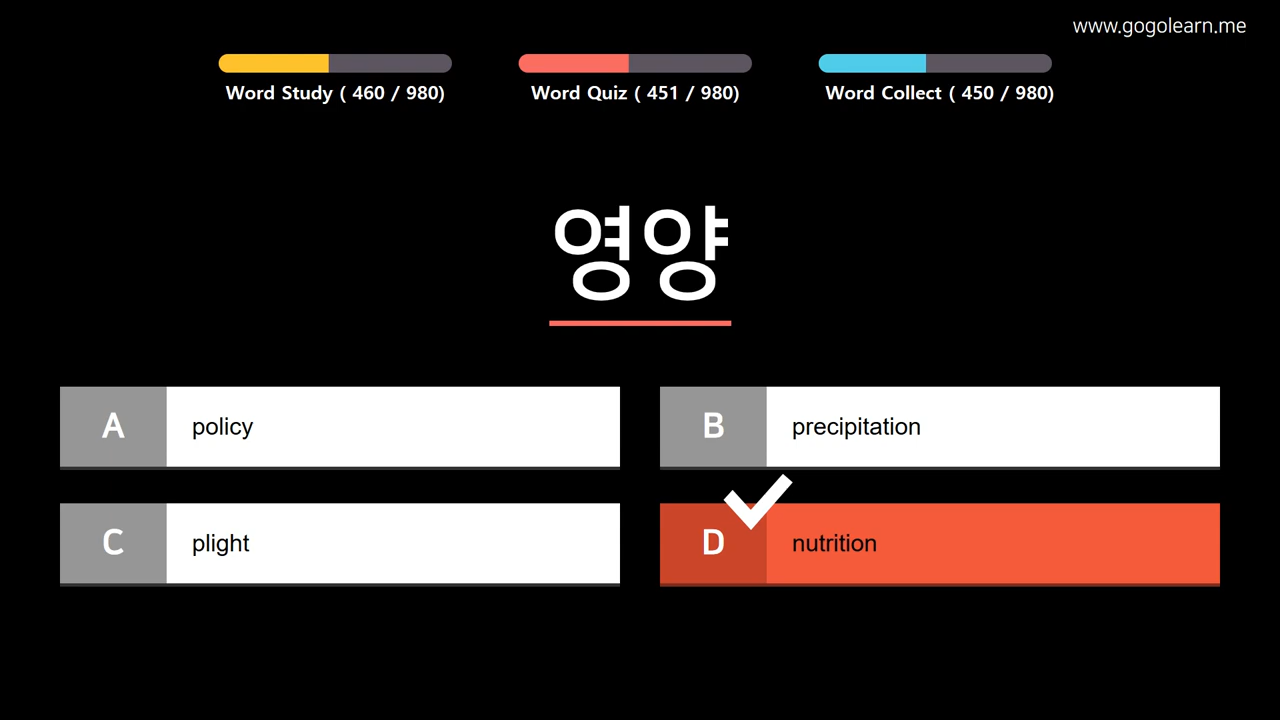 www.gogolearn.me
Word Study ( 460 / 980)
Word Quiz ( 451 / 980)
Word Collect ( 450 / 980)
영양
A policy
B precipitation
C plight
D nutrition